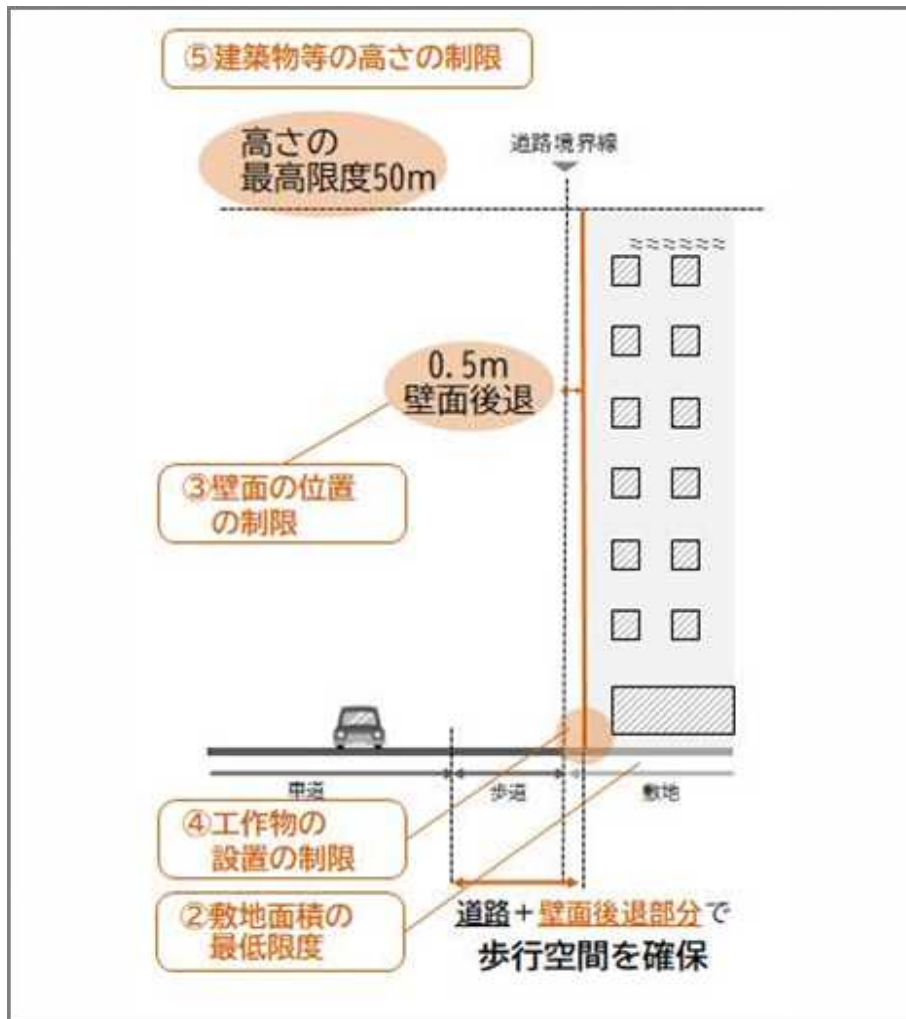 ⑤建築物等の高さの制限
高さの
最高限度50m
道路境界線
0.5m
壁面後退
③壁面の位置
の制限
車道
歩道
敷地
④工作物の
設置の制限
②敷地面積の
最低限度
道路+壁面後退部分で
歩行空間を確保